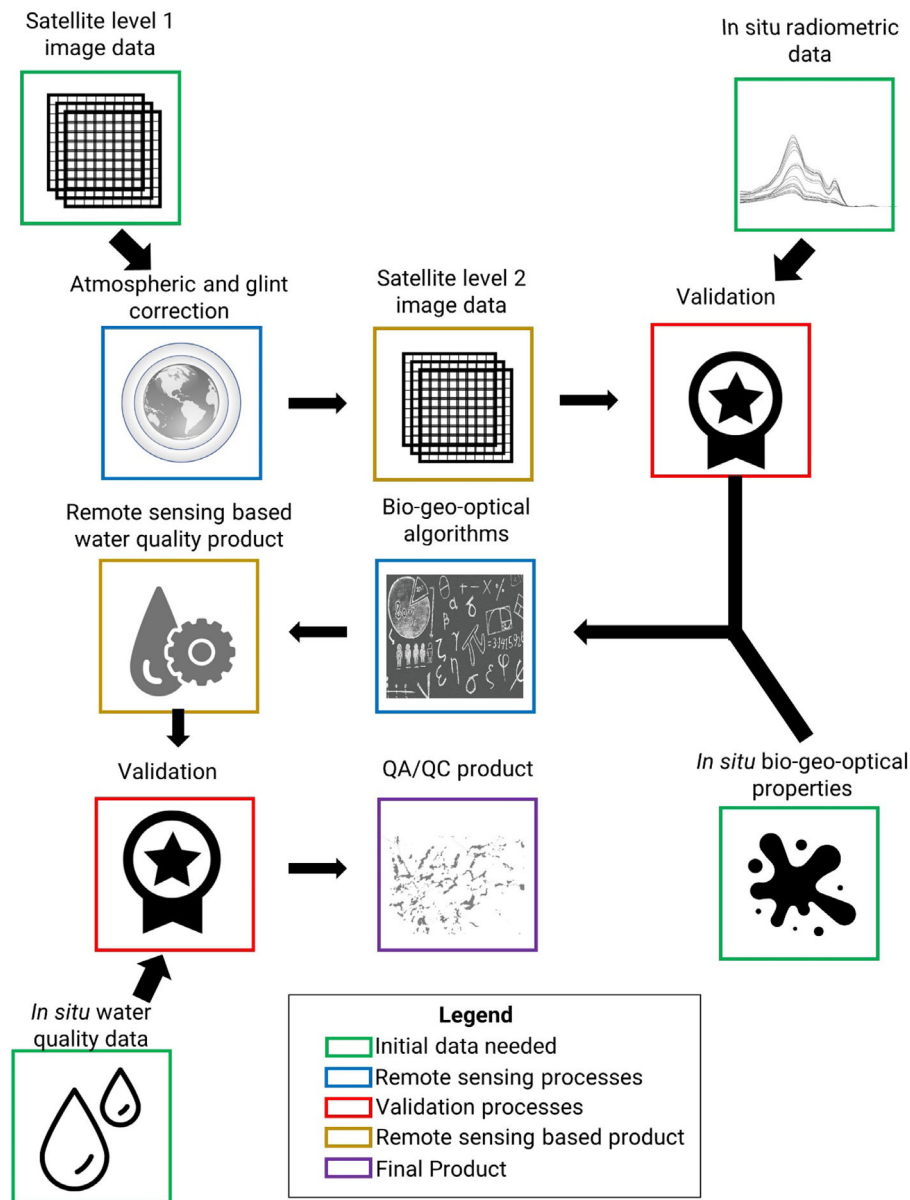 Satellite level 1
image data
In situ radiometric
data
Atmospheric and glint
correction
Satellite level 2
image data
Validation
Remote sensing based
water quality product
Bio-geo-optical
algorithms
Validation
QA/QC product
In situ bio-geo-optical
properties
In situ water
quality data
Legend
Initial data needed
Remote sensing processes
Validation processes
Remote sensing based product
Final Product